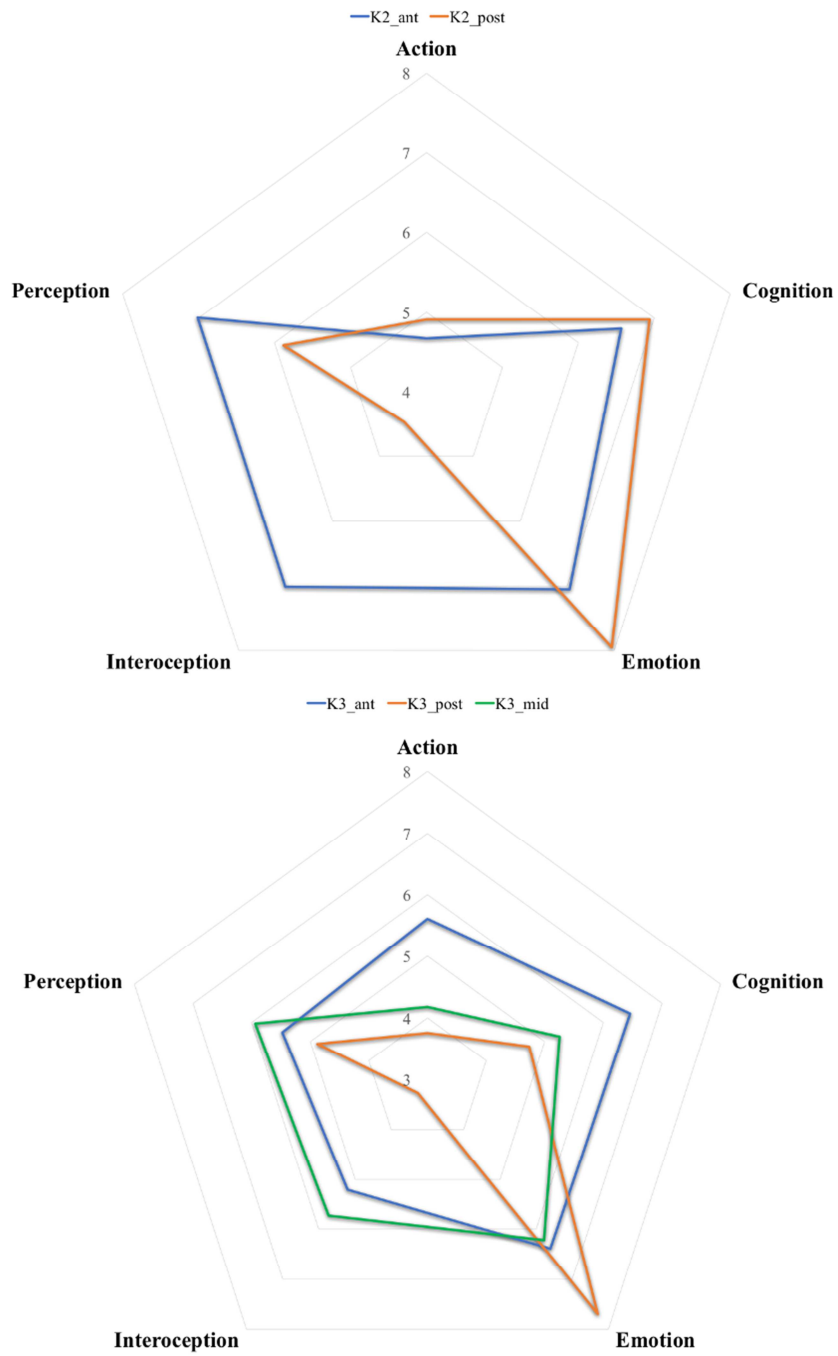 K2_ant K2_post
Action
8
7
6
5
4
Perception
Cognition
Interoception
Emotion
K3_ant K3_post K3_mid
Action
8
7
6
5
4
3
Perception
Cognition
Interoception
Emotion